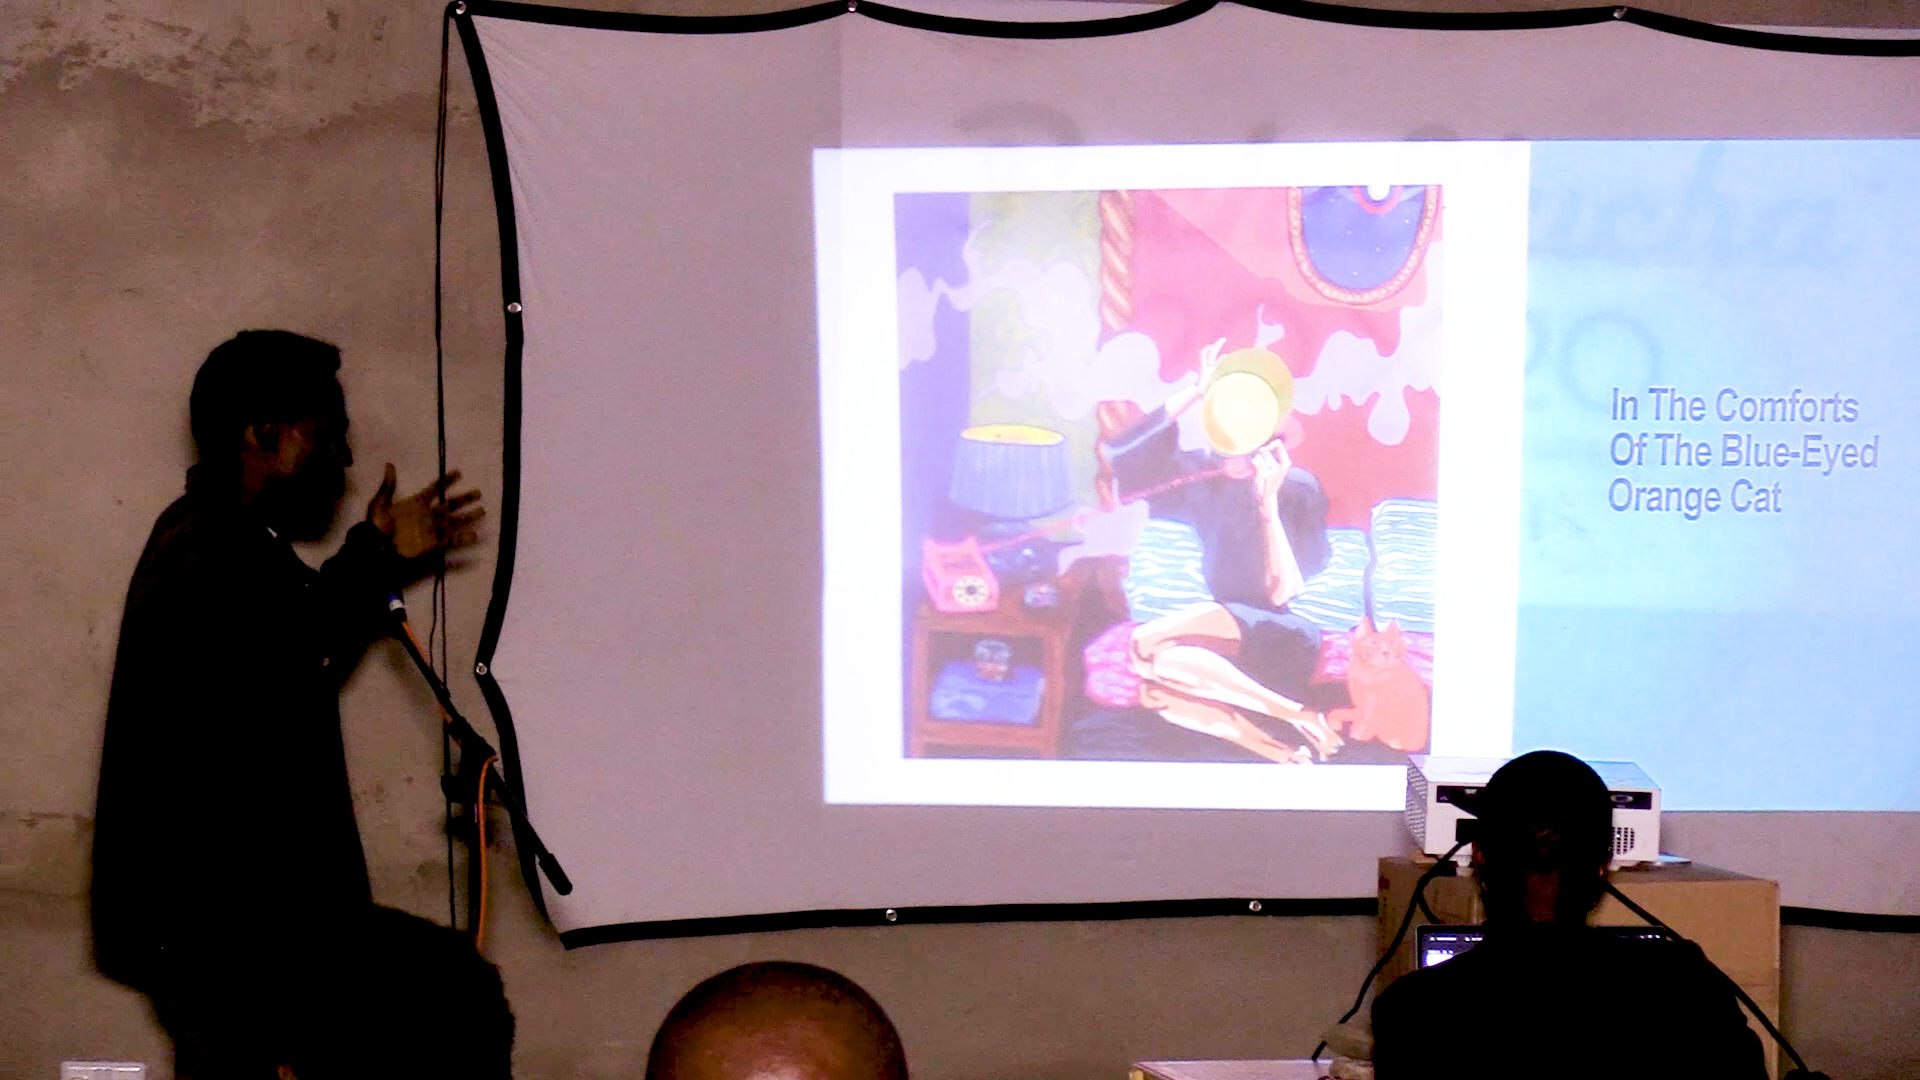 In The Comforts
Of The Blue-Eyed
Orange Cat